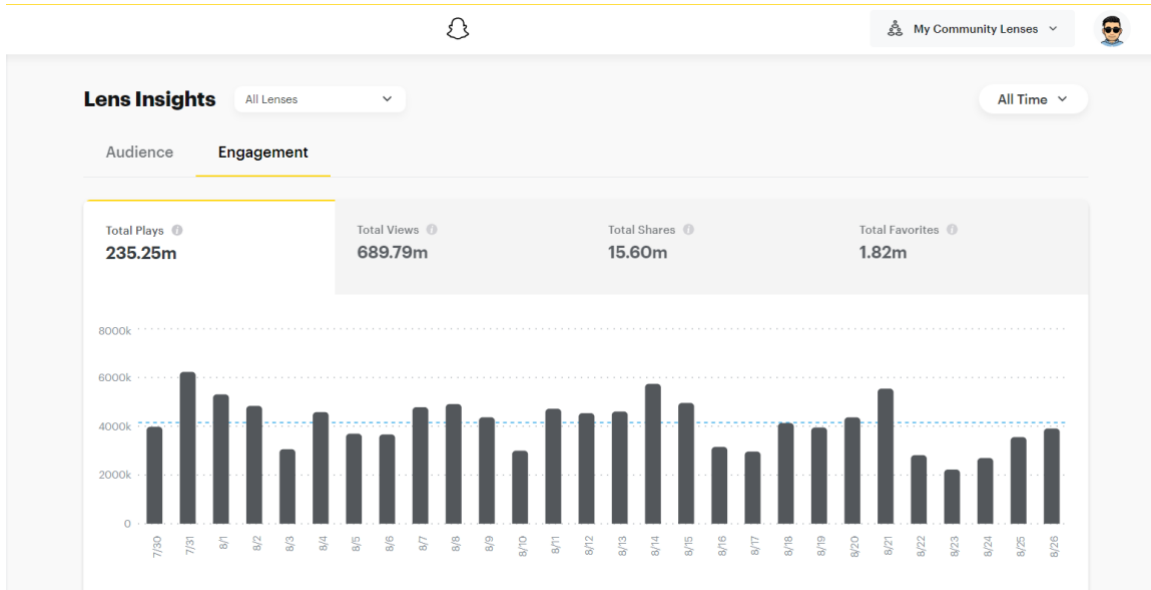 My Community Lenses
Lens Insights
All Lenses
All Time
Audience
Engagement
Total Plays
235.25m
Total Views
689.79m
Total Shares
15.60m
Total Favorites
1.82m
8000k
6000k
4000k
2000k
0
7/30
7/31
8/1
8/2
8/3
8/4
8/5
8/6
8/7
8/8
8/9
8/10
8/11
8/12
8/13
8/14
8/15
8/16
8/17
8/18
8/19
8/20
8/21
8/22
8/23
8/24
8/25
8/26